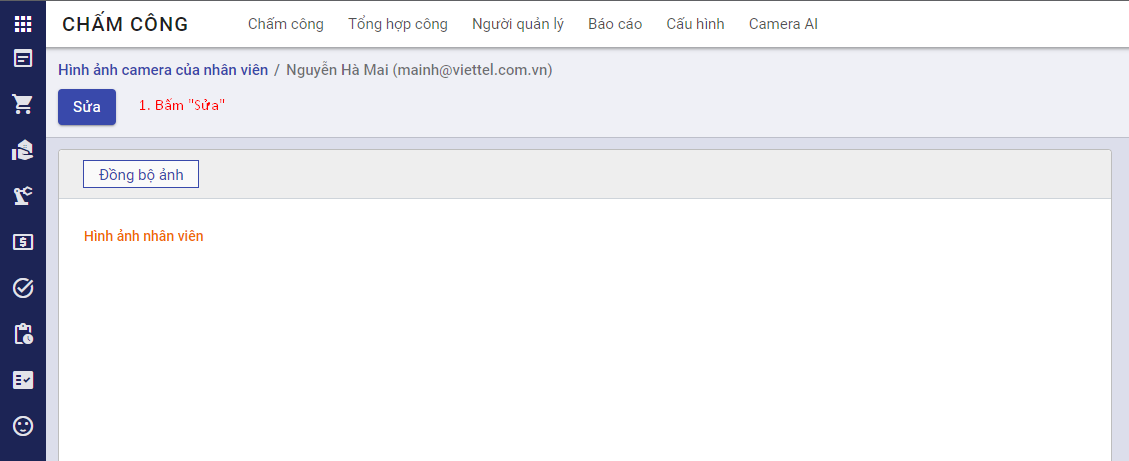 CHẤM CÔNG Chấm công Tổng hợp công Người quản lý Báo cáo Cấu hình Camera AI
Hình ảnh camera của nhân viên / Nguyễn Hà Mai (mainh@viettel.com.vn)
Sửa 1. Bấm "Sửa"
Đồng bộ ảnh
Hình ảnh nhân viên